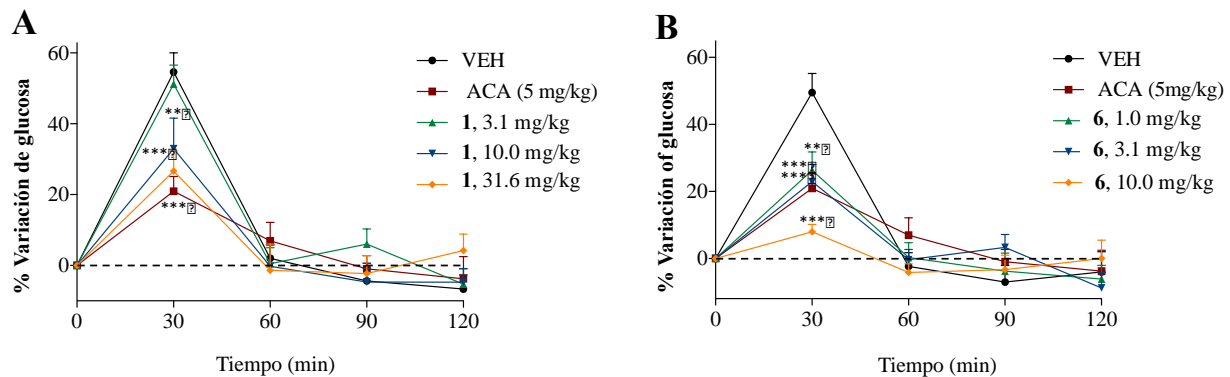 A
% Variación de glucosa
60
40
20
0
**
***
***
0
30
60
90
120
Tiempo (min)
VEH
ACA (5 mg/kg)
1, 3.1 mg/kg
1, 10.0 mg/kg
1, 31.6 mg/kg
B
% Variación of glucosa
60
40
20
0
**
***
***
***
0
30
60
90
120
Tiempo (min)
VEH
ACA (5mg/kg)
6, 1.0 mg/kg
6, 3.1 mg/kg
6, 10.0 mg/kg